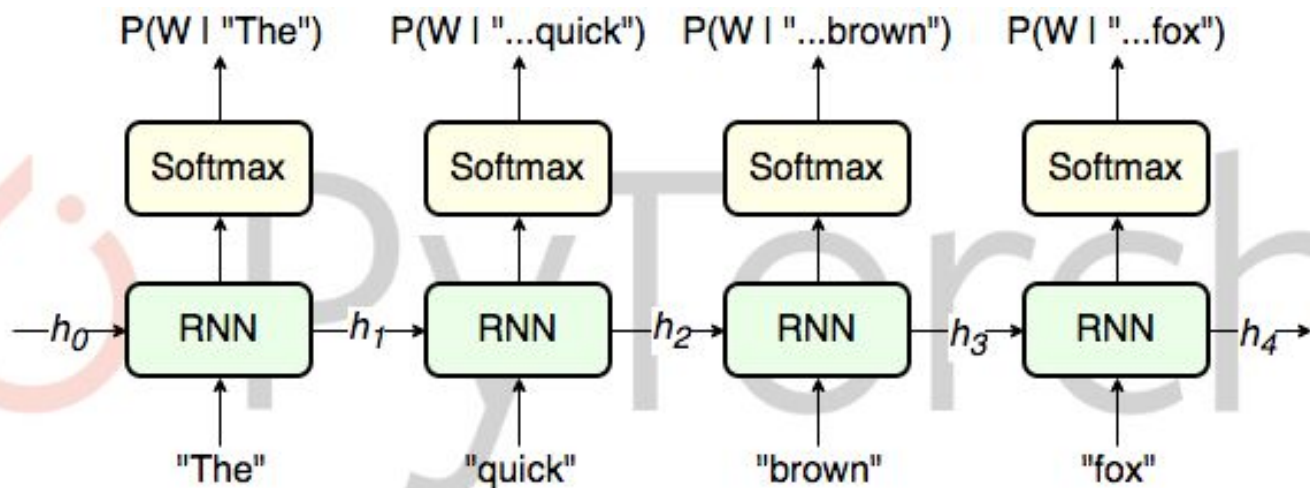 P(W | "The") P(W | "...quick") P(W | "...brown") P(W | "...fox")
Softmax Softmax Softmax Softmax
PyTorch
h₀ RNN h₁ RNN h₂ RNN h₃ RNN h₄
"The" "quick" "brown" "fox"